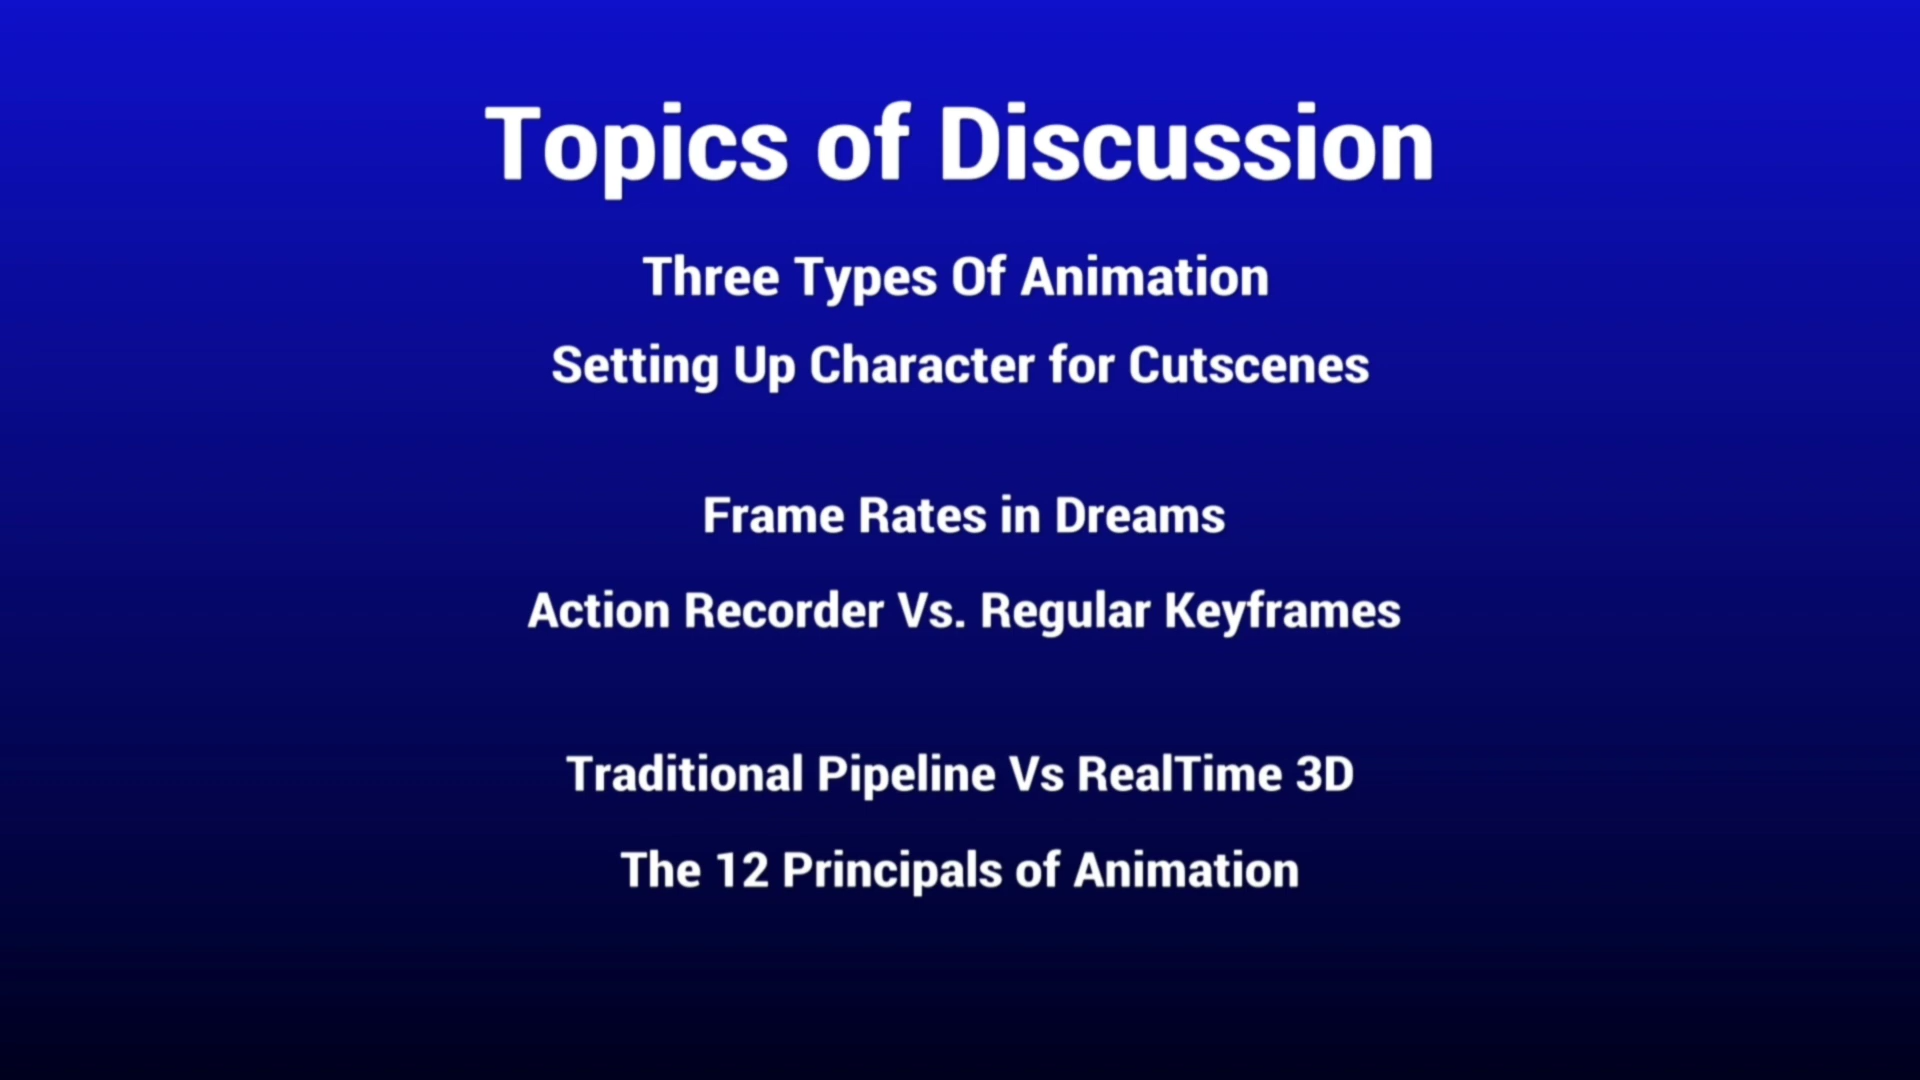 Topics of Discussion
Three Types Of Animation
Setting Up Character for Cutscenes
Frame Rates in Dreams
Action Recorder Vs. Regular Keyframes
Traditional Pipeline Vs RealTime 3D
The 12 Principals of Animation